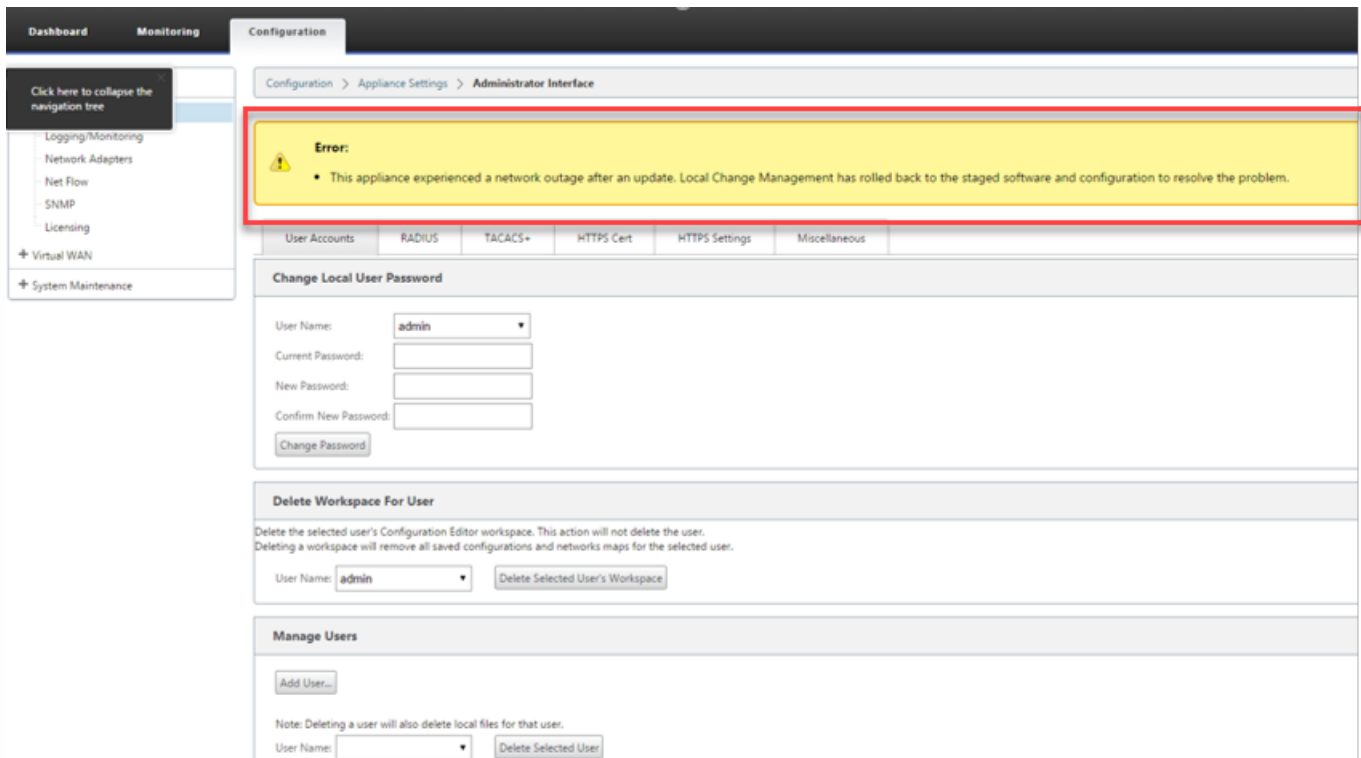 Dashboard Monitoring Configuration
Click here to collapse the
navigation tree
Logging/Monitoring
Network Adapters
Net Flow
SNMP
Licensing
+ Virtual WAN
+ System Maintenance
Configuration > Appliance Settings > Administrator Interface
Error:
• This appliance experienced a network outage after an update. Local Change Management has rolled back to the staged software and configuration to resolve the problem.
User Accounts RADIUS TACACS+ HTTPS Cert HTTPS Settings Miscellaneous
Change Local User Password
User Name: admin
Current Password:
New Password:
Confirm New Password:
Change Password
Delete Workspace For User
Delete the selected user's Configuration Editor workspace. This action will not delete the user.
Deleting a workspace will remove all saved configurations and networks maps for the selected user.
User Name: admin Delete Selected User's Workspace
Manage Users
Add User...
Note: Deleting a user will also delete local files for that user.
User Name: Delete Selected User